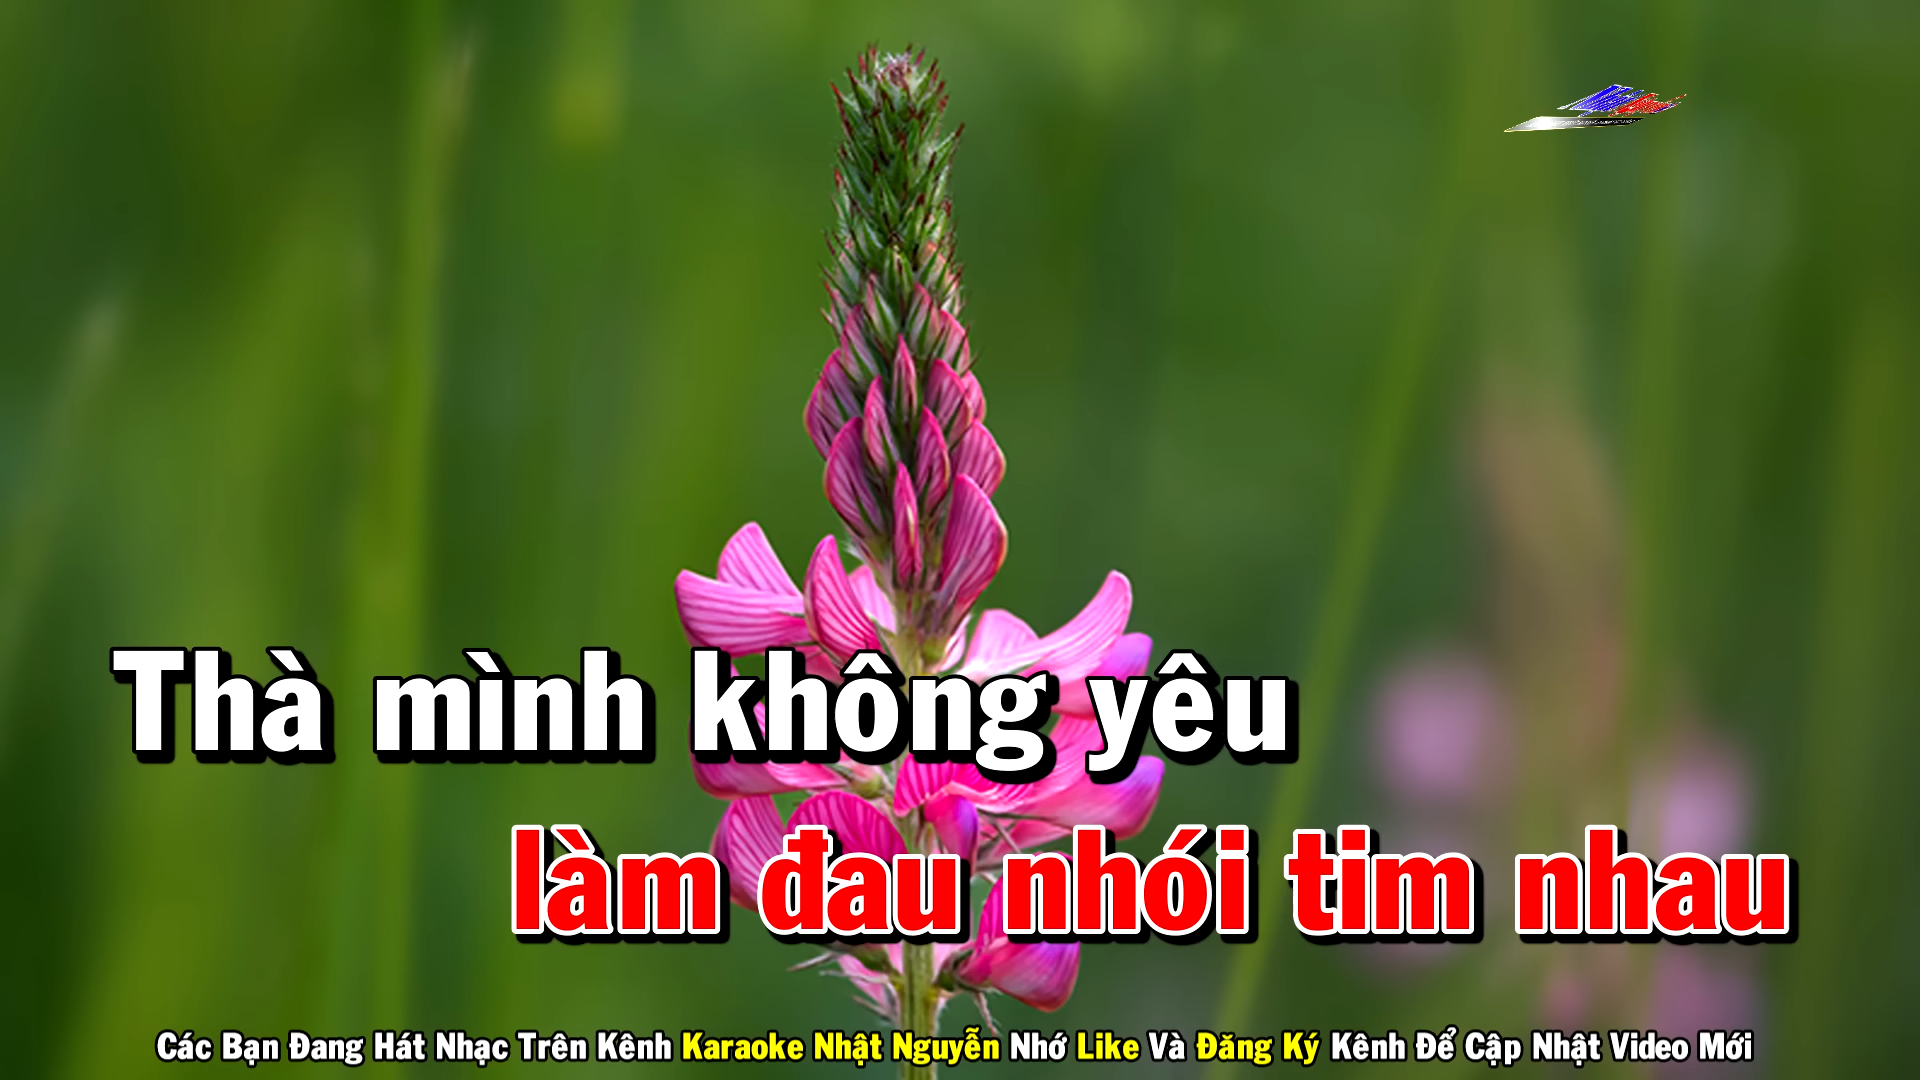 Thà mình không yêu
làm đau nhói tim nhau
Các Bạn Đang Hát Nhạc Trên Kênh Karaoke Nhật Nguyễn Nhớ Like Và Đăng Ký Kênh Để Cập Nhật Video Mới